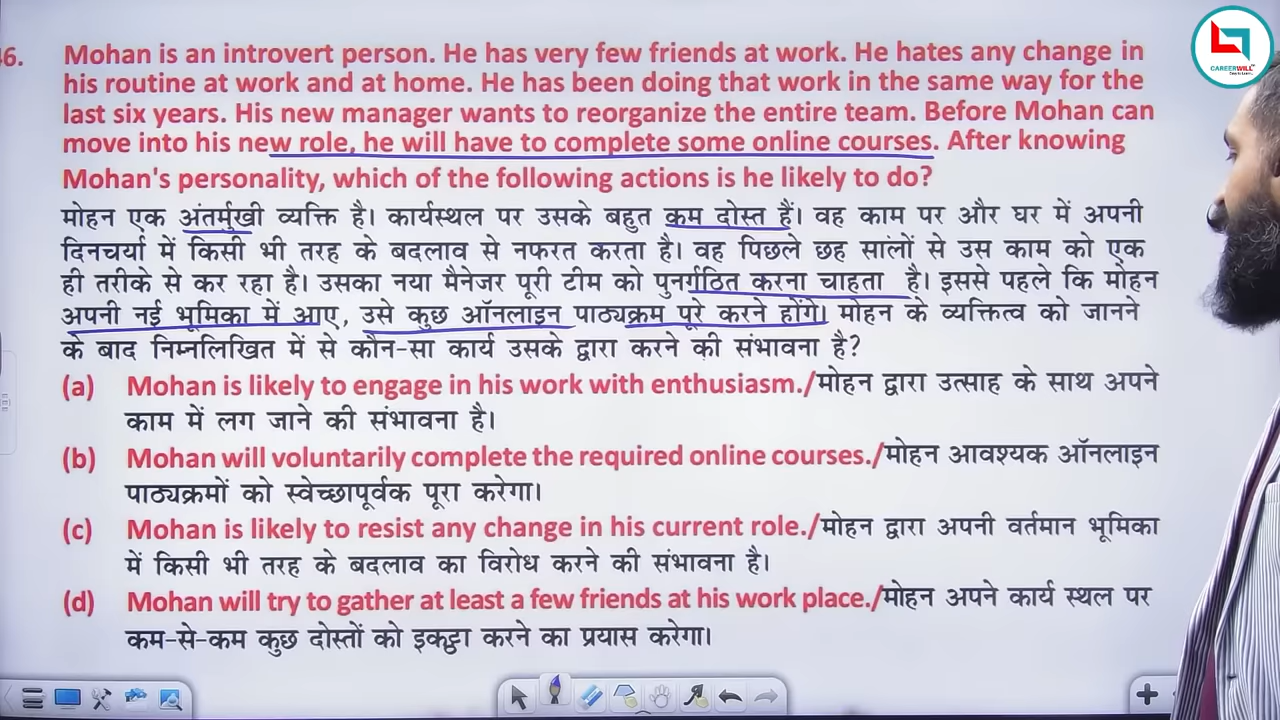 46. Mohan is an introvert person. He has very few friends at work. He hates any change in
his routine at work and at home. He has been doing that work in the same way for the
last six years. His new manager wants to reorganize the entire team. Before Mohan can
move into his new role, he will have to complete some online courses. After knowing
Mohan's personality, which of the following actions is he likely to do?
मोहन एक अंतर्मुखी व्यक्ति है। कार्यस्थल पर उसके बहुत कम दोस्त हैं। वह काम पर और घर में अपनी
दिनचर्या में किसी भी तरह के बदलाव से नफरत करता है। वह पिछले छह सालों से उस काम को एक
ही तरीके से कर रहा है। उसका नया मैनेजर पूरी टीम को पुनर्गठित करना चाहता है। इससे पहले कि मोहन
अपनी नई भूमिका में आए, उसे कुछ ऑनलाइन पाठ्यक्रम पूरे करने होंगे। मोहन के व्यक्तित्व को जानने
के बाद निम्नलिखित में से कौन-सा कार्य उसके द्वारा करने की संभावना है?
(a) Mohan is likely to engage in his work with enthusiasm./मोहन द्वारा उत्साह के साथ अपने
काम में लग जाने की संभावना है।
(b) Mohan will voluntarily complete the required online courses./मोहन आवश्यक ऑनलाइन
पाठ्यक्रमों को स्वेच्छापूर्वक पूरा करेगा।
(c) Mohan is likely to resist any change in his current role./मोहन द्वारा अपनी वर्तमान भूमिका
में किसी भी तरह के बदलाव का विरोध करने की संभावना है।
(d) Mohan will try to gather at least a few friends at his work place./मोहन अपने कार्य स्थल पर
कम-से-कम कुछ दोस्तों को इकट्ठा करने का प्रयास करेगा।
CAREERWILL